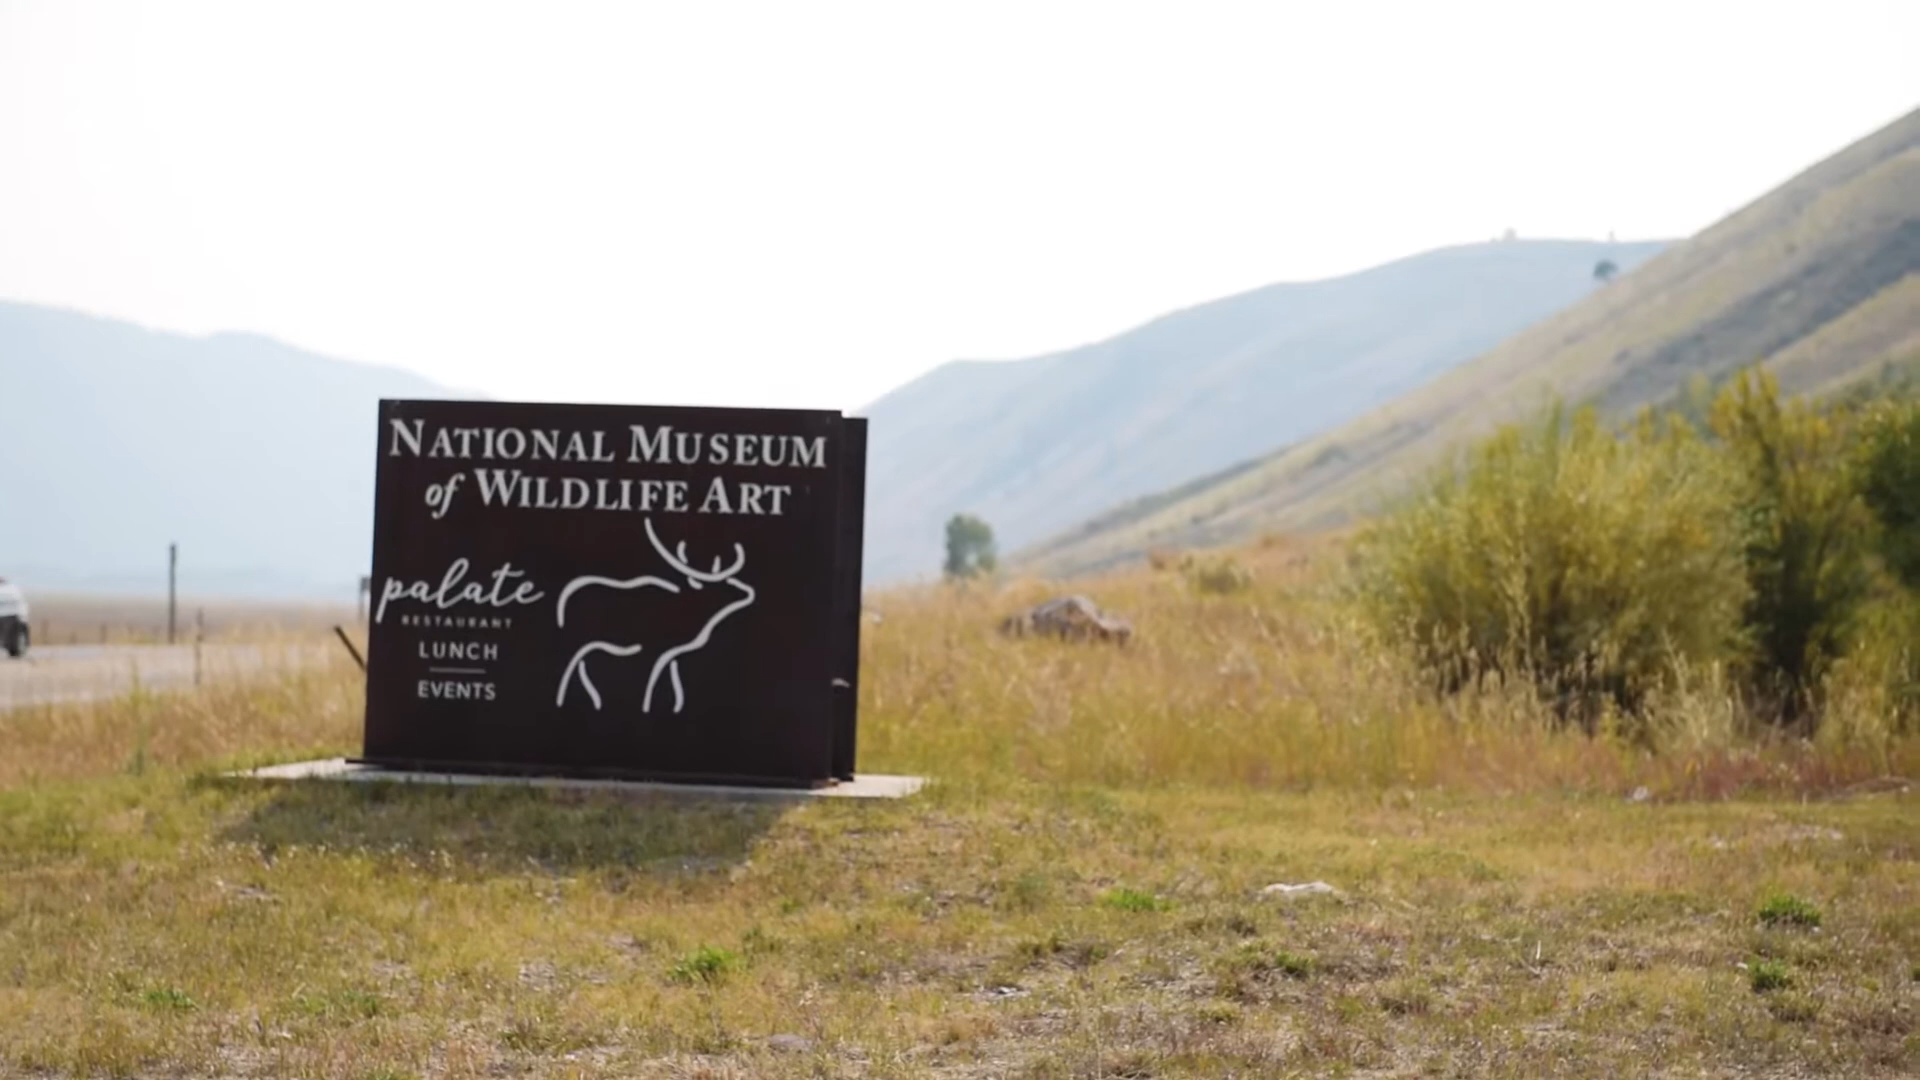 NATIONAL MUSEUM
of WILDLIFE ART
palate
RESTAURANT
LUNCH
EVENTS